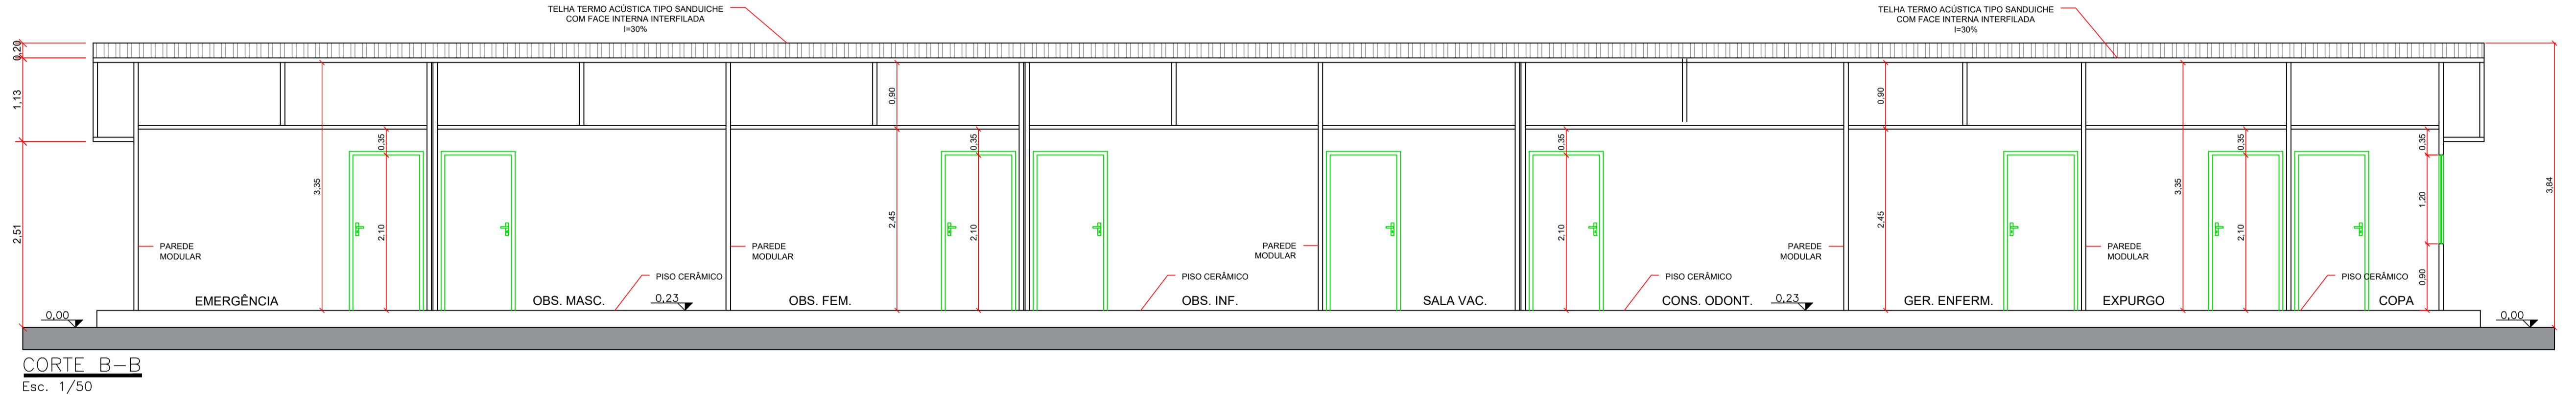 TELHA TERMO ACÚSTICA TIPO SANDUICHE
COM FACE INTERNA INTERFILADA
I=30%
TELHA TERMO ACÚSTICA TIPO SANDUICHE
COM FACE INTERNA INTERFILADA
I=30%
0,20
1,13
2,51
3,35
0,35
2,10
0,90
2,45
0,35
2,10
0,35
2,10
0,90
2,45
3,35
0,35
2,10
0,35
1,20
0,90
3,84
PAREDE
MODULAR
PAREDE
MODULAR
PAREDE
MODULAR
PAREDE
MODULAR
PAREDE
MODULAR
PISO CERÂMICO
PISO CERÂMICO
PISO CERÂMICO
PISO CERÂMICO
EMERGÊNCIA
OBS. MASC.
0,23
OBS. FEM.
OBS. INF.
SALA VAC.
CONS. ODONT.
0,23
GER. ENFERM.
EXPURGO
COPA
0,00
0,00
CORTE B-B
Esc. 1/50